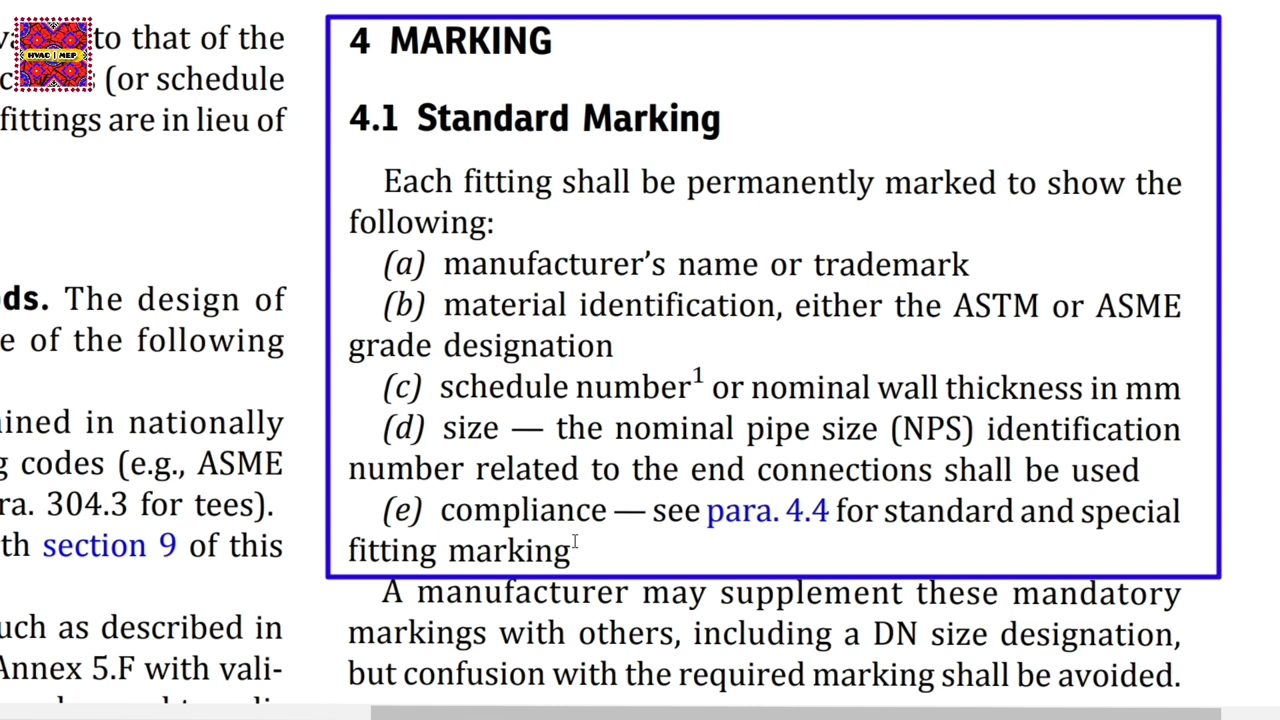 to that of the
(or schedule
fittings are in lieu of
ds. The design of
e of the following
ined in nationally
g codes (e.g., ASME
ra. 304.3 for tees).
th section 9 of this
uch as described in
Annex 5.F with vali-
HVAC | MEP
4 MARKING
4.1 Standard Marking
Each fitting shall be permanently marked to show the
following:
(a) manufacturer’s name or trademark
(b) material identification, either the ASTM or ASME
grade designation
(c) schedule number1 or nominal wall thickness in mm
(d) size — the nominal pipe size (NPS) identification
number related to the end connections shall be used
(e) compliance — see para. 4.4 for standard and special
fitting marking
A manufacturer may supplement these mandatory
markings with others, including a DN size designation,
but confusion with the required marking shall be avoided.